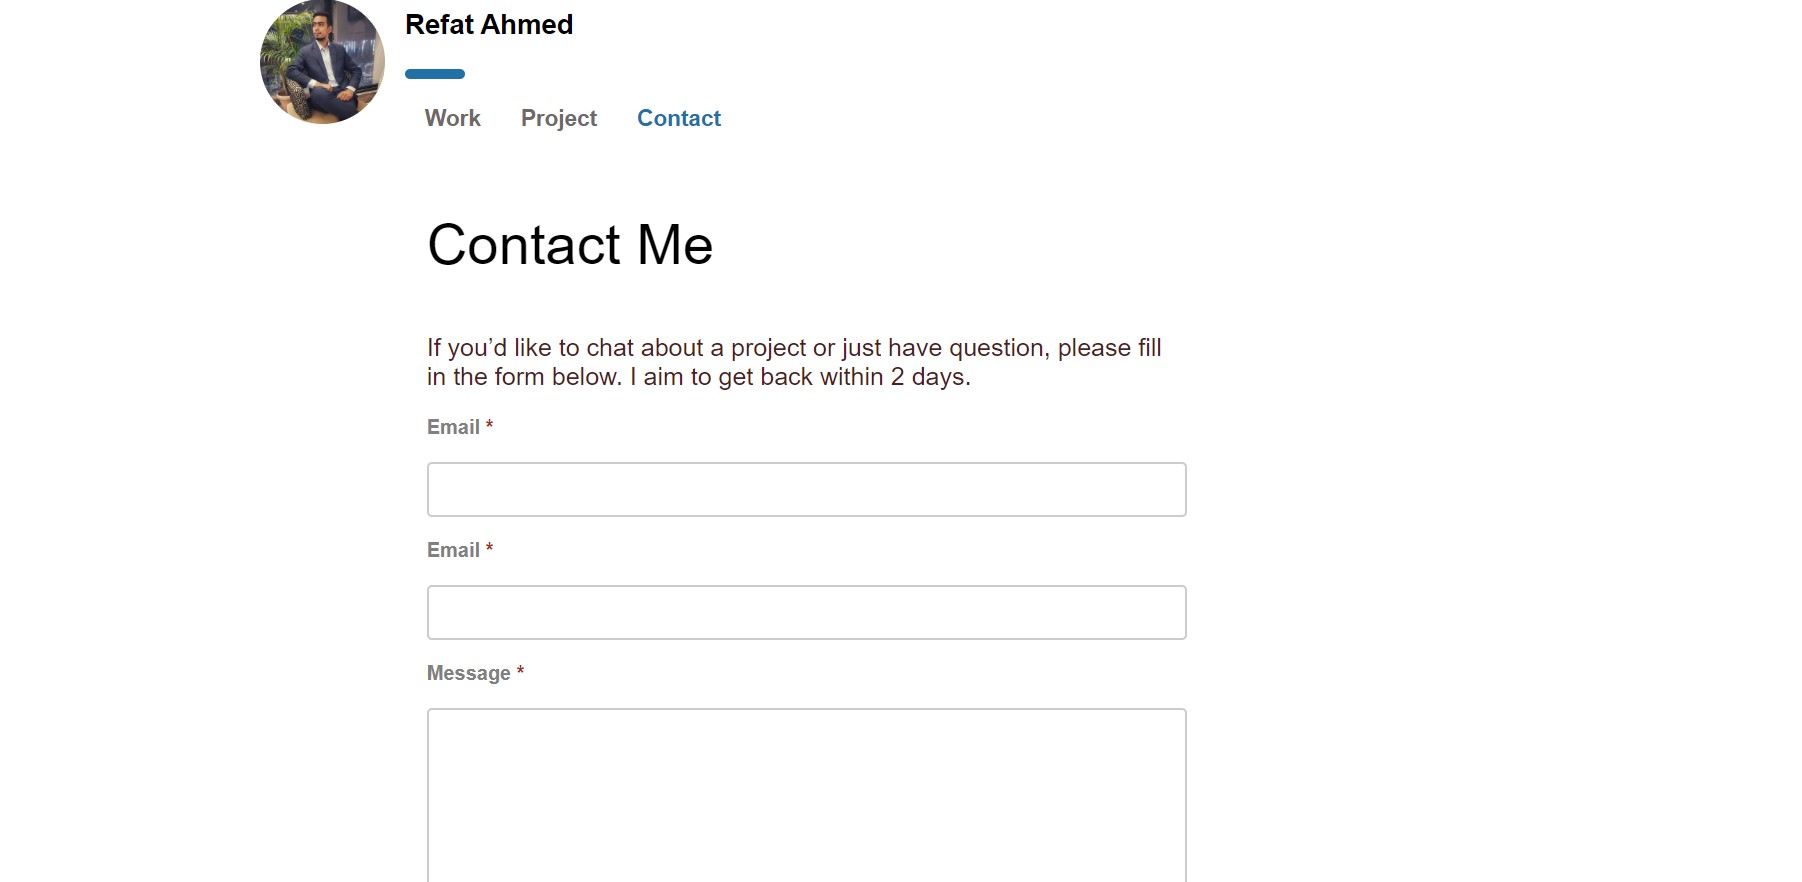 Refat Ahmed
Work Project Contact
Contact Me
If you’d like to chat about a project or just have question, please fill
in the form below. I aim to get back within 2 days.
Email *
Email *
Message *